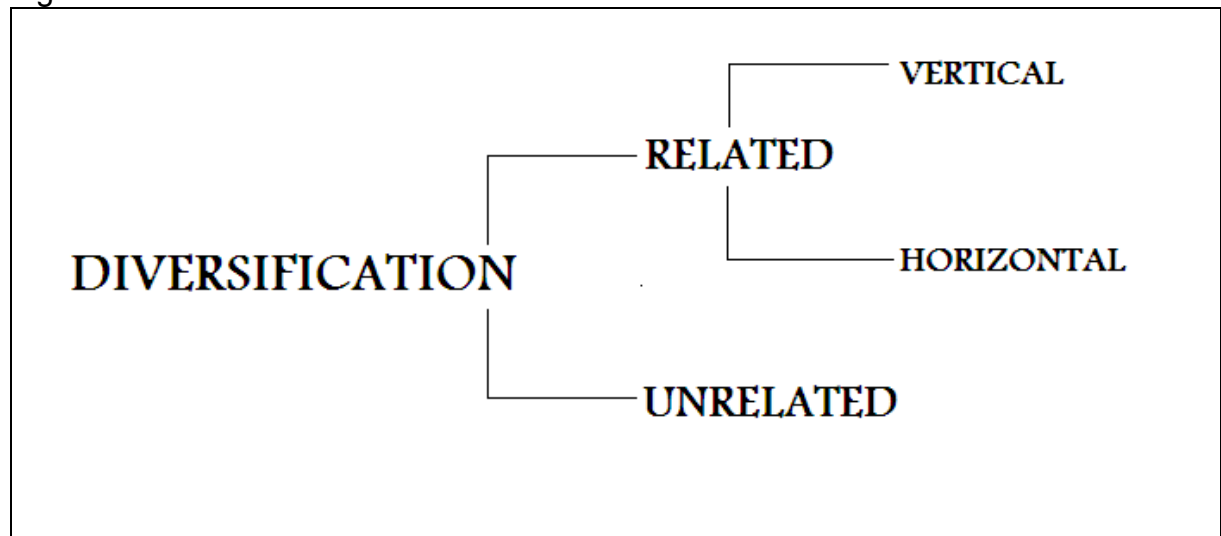 VERTICAL
RELATED
DIVERSIFICATION
HORIZONTAL
UNRELATED